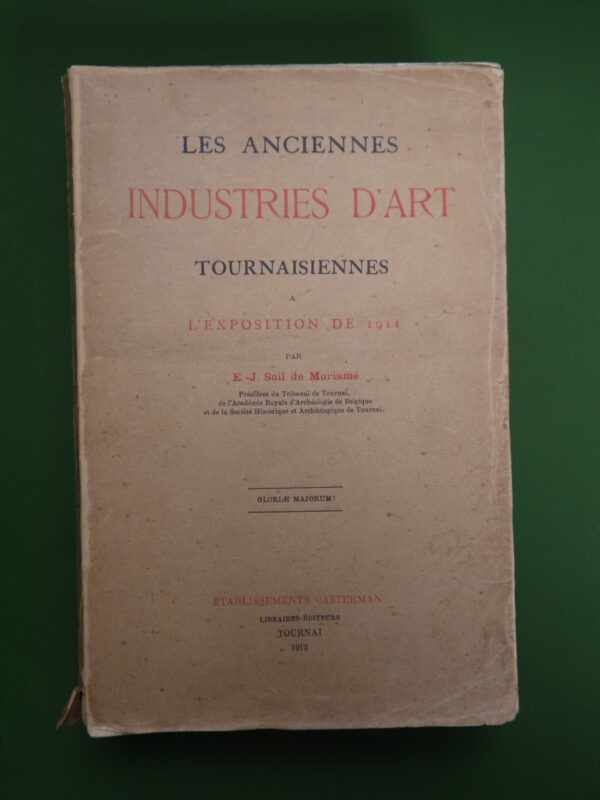 LES ANCIENNES
INDUSTRIES D'ART
TOURNAISIENNES
A
L'EXPOSITION DE 1911
PAR
E.-J. Soil de Moriamé
Président du Tribunal de Tournai,
de l'Académie Royale d'Archéologie de Belgique
et de la Société Historique et Archéologique de Tournai.
GLORIÆ MAJORUM!
ÉTABLISSEMENTS CASTERMAN
LIBRAIRES-ÉDITEURS
TOURNAI
1912